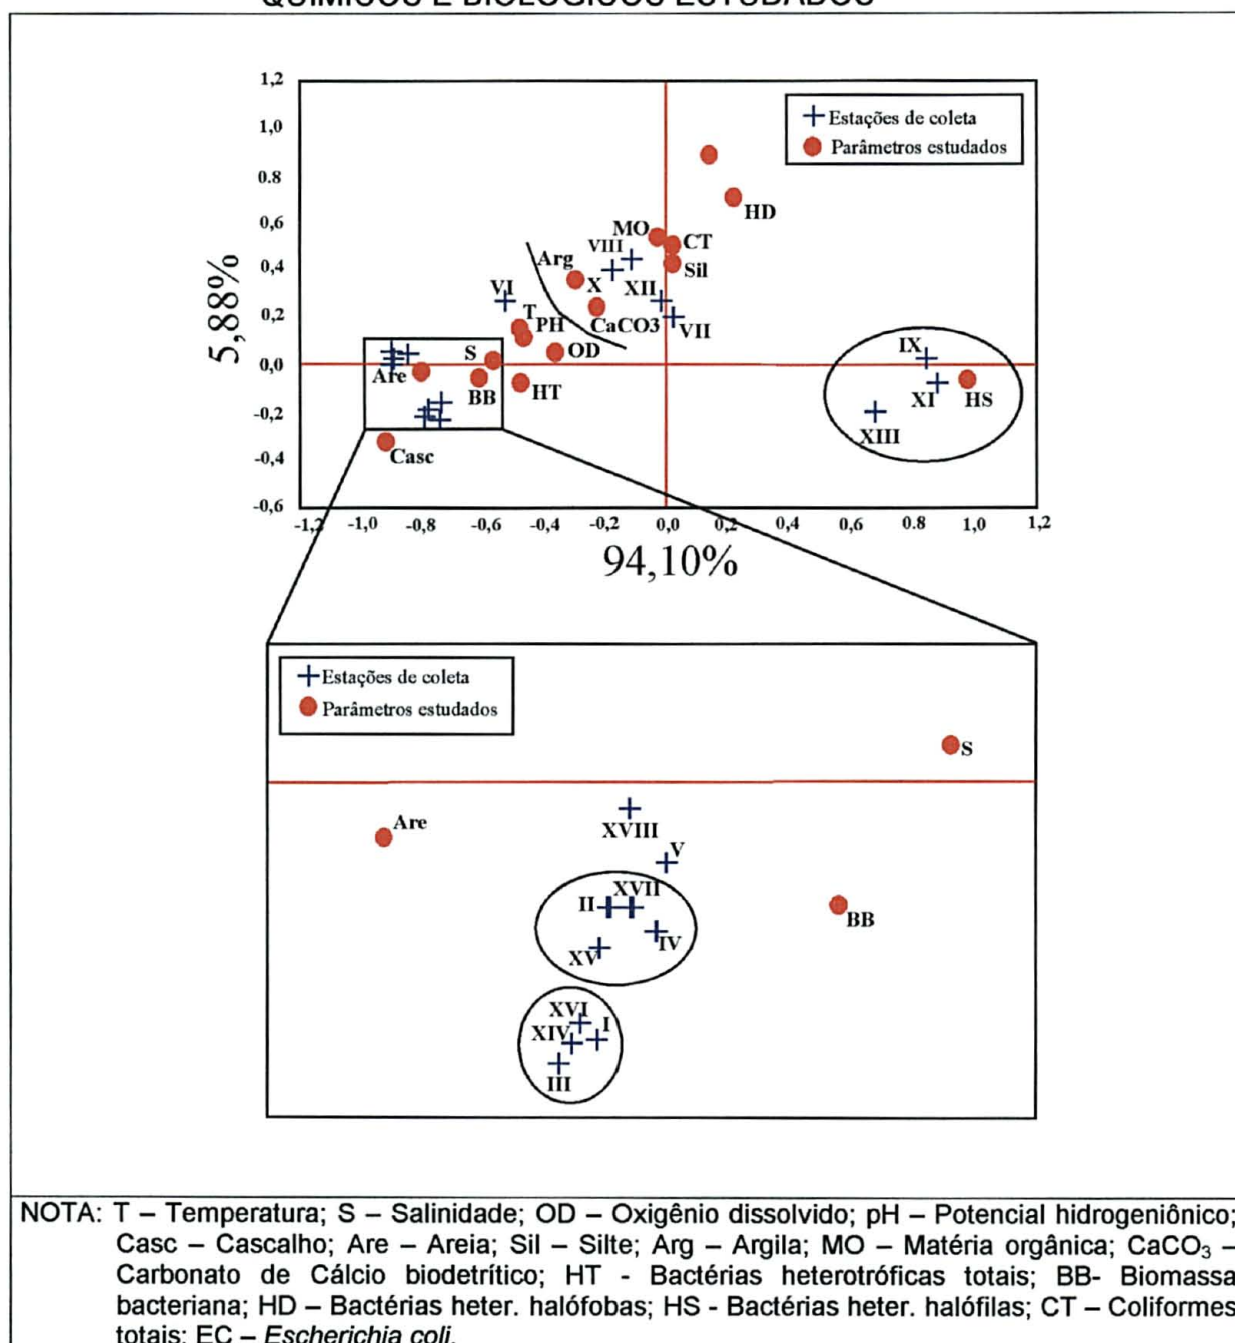 QUÍMICOS E BIOLÓGICOS ESTUDADOS
1,2
1,0
0,8
0,6
0,4
0,2
0,0
-0,2
-0,4
-0,6
5,88%
Estações de coleta
Parâmetros estudados
HD
MO
CT
VIII
Sil
Arg
X
XII
VI
CaCO3
VII
T
PH
OD
S
IX
Are
BB
HT
XI
HS
XIII
Casc
-1,2 -1,0 -0,8 -0,6 -0,4 -0,2 0,0 0,2 0,4 0,6 0.8 1,0 1,2
94,10%
Estações de coleta
Parâmetros estudados
S
Are
XVIII
V
XVII
II
BB
IV
XV
XVI
I
XIV
III
NOTA: T – Temperatura; S – Salinidade; OD – Oxigênio dissolvido; pH – Potencial hidrogeniônico;
Casc – Cascalho; Are – Areia; Sil – Silte; Arg – Argila; MO – Matéria orgânica; CaCO₃ –
Carbonato de Cálcio biodetrítico; HT - Bactérias heterotróficas totais; BB- Biomassa
bacteriana; HD – Bactérias heter. halófobas; HS - Bactérias heter. halófilas; CT – Coliformes
totais; EC – Escherichia coli.